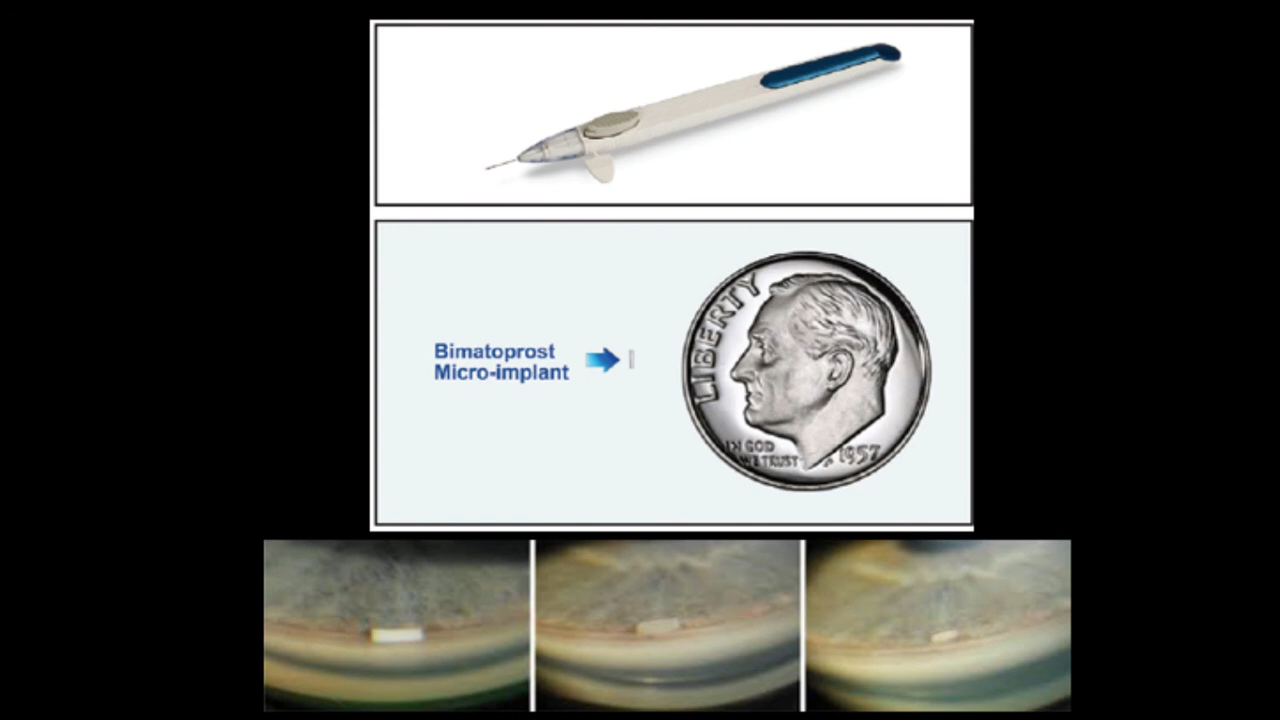 Bimatoprost
Micro-implant
LIBERTY
IN GOD
WE TRUST
1957